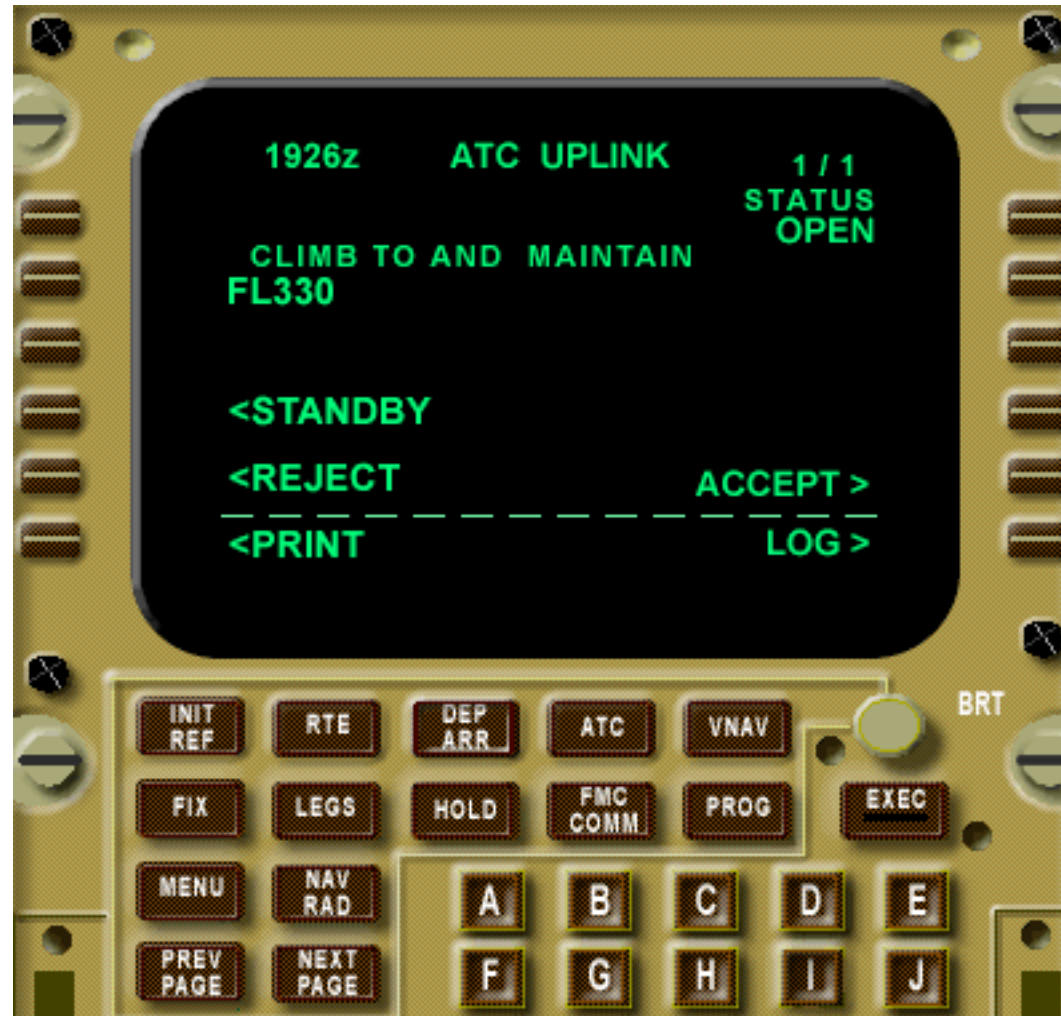 1926z ATC UPLINK 1 / 1
STATUS
OPEN
CLIMB TO AND MAINTAIN
FL330
<STANDBY
<REJECT ACCEPT >
<PRINT LOG >
BRT
INIT
REF
RTE
DEP
ARR
ATC
VNAV
FIX
LEGS
HOLD
FMC
COMM
PROG
EXEC
MENU
NAV
RAD
A B C D E
PREV
PAGE
NEXT
PAGE
F G H I J